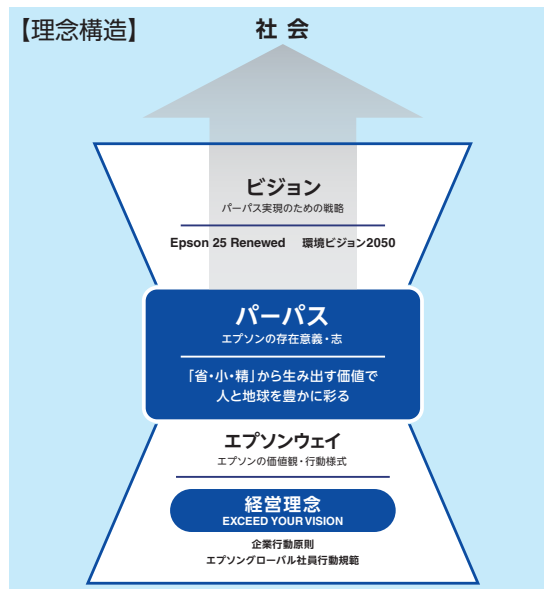 【理念構造】
社会
ビジョン
パーパス実現のための戦略
Epson 25 Renewed 環境ビジョン2050
パーパス
エプソンの存在意義・志
「省・小・精」から生み出す価値で
人と地球を豊かに彩る
エプソンウェイ
エプソンの価値観・行動様式
経営理念
EXCEED YOUR VISION
企業行動原則
エプソングローバル社員行動規範